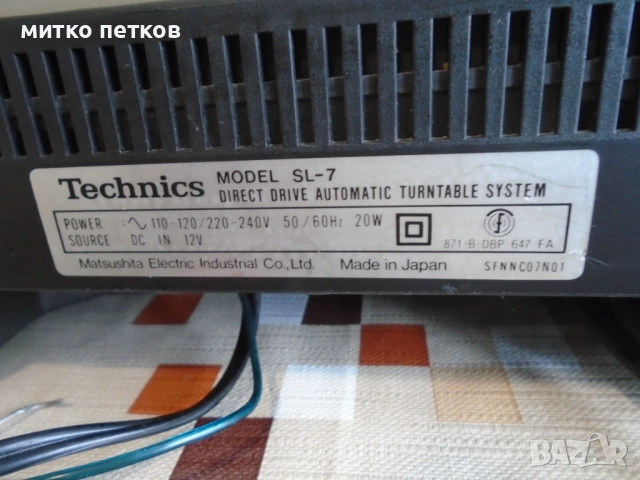 митко петков
Technics MODEL SL-7
DIRECT DRIVE AUTOMATIC TURNTABLE SYSTEM
POWER SOURCE : ∿ 110-120/220-240V 50/60Hz 20W
DC IN 12V
871-B-DBP 647 FA
Matsushita Electric Industrial Co., Ltd. Made in Japan SFNNC07N01
BAZAR